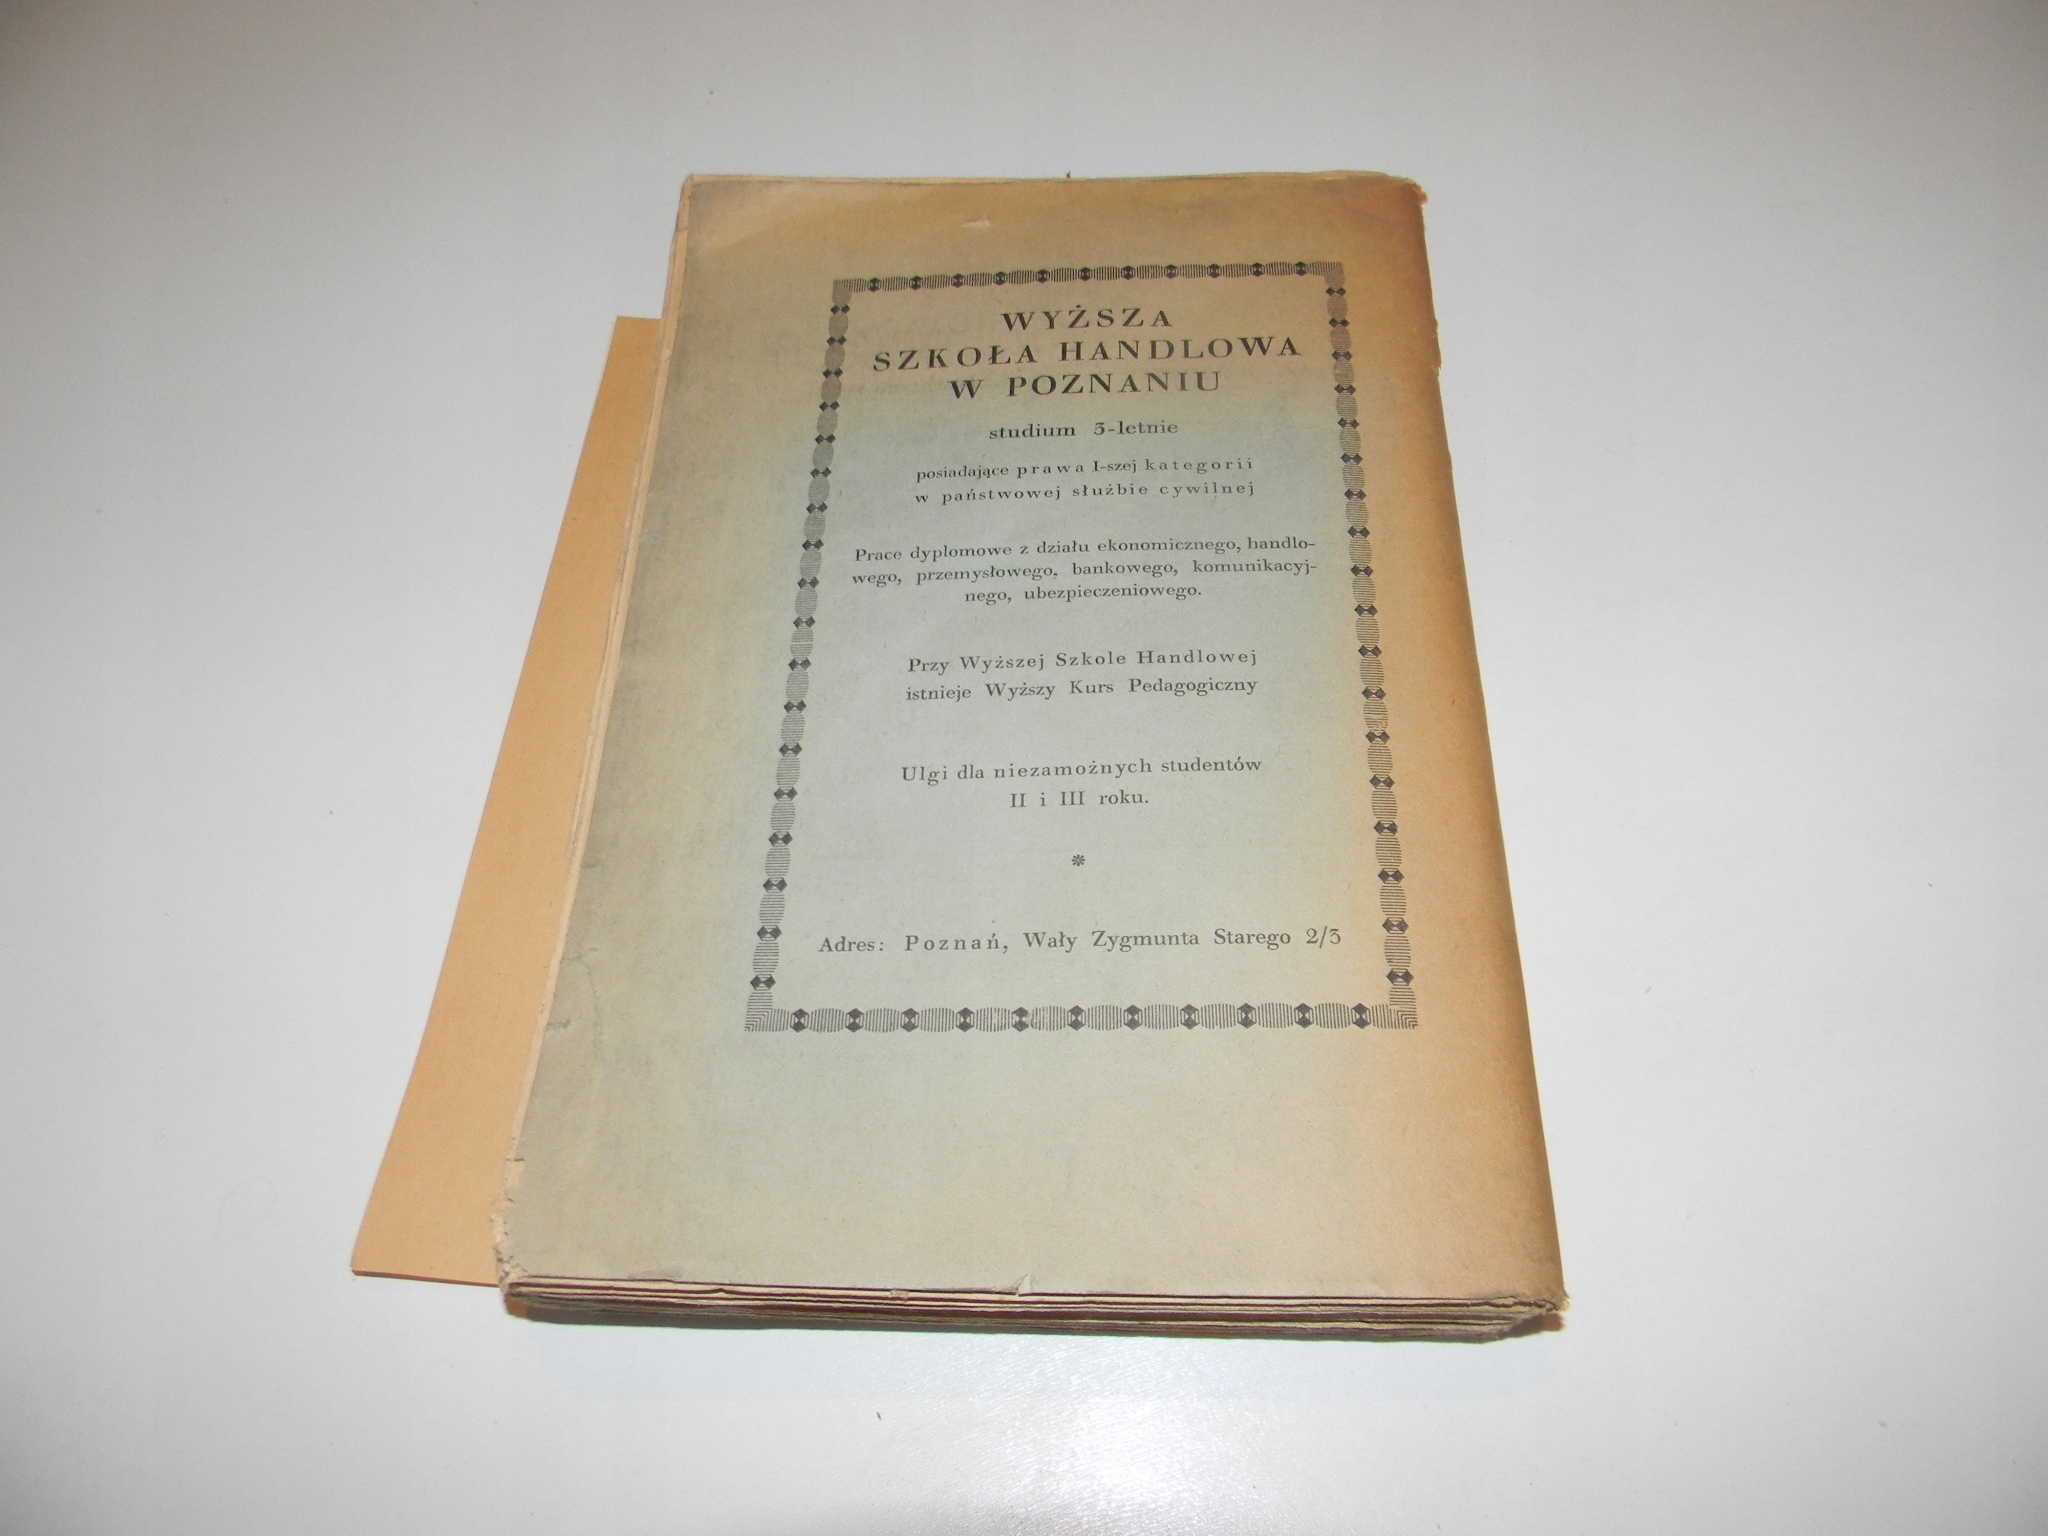 WYŻSZA
SZKOŁA HANDLOWA
W POZNANIU
studium 3-letnie
posiadające prawa I-szej kategorii
w państwowej służbie cywilnej
Prace dyplomowe z działu ekonomicznego, handlo-
wego, przemysłowego, bankowego, komunikacyj-
nego, ubezpieczeniowego.
Przy Wyższej Szkole Handlowej
istnieje Wyższy Kurs Pedagogiczny
Ulgi dla niezamożnych studentów
II i III roku.
*
Adres: Poznań, Wały Zygmunta Starego 2/3